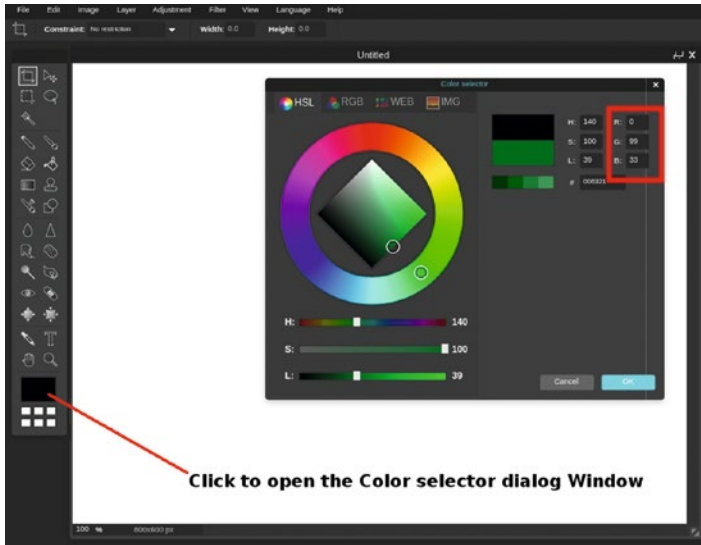 File Edit Image Layer Adjustment Filter View Language Help
Constraint: No restriction Width: 0.0 Height: 0.0
Untitled
Color selector
HSL RGB WEB IMG
H: 140 R: 0
S: 100 G: 99
L: 39 B: 33
# 006321
H: 140
S: 100
L: 39
Cancel OK
Click to open the Color selector dialog Window
100 % 800x600 px